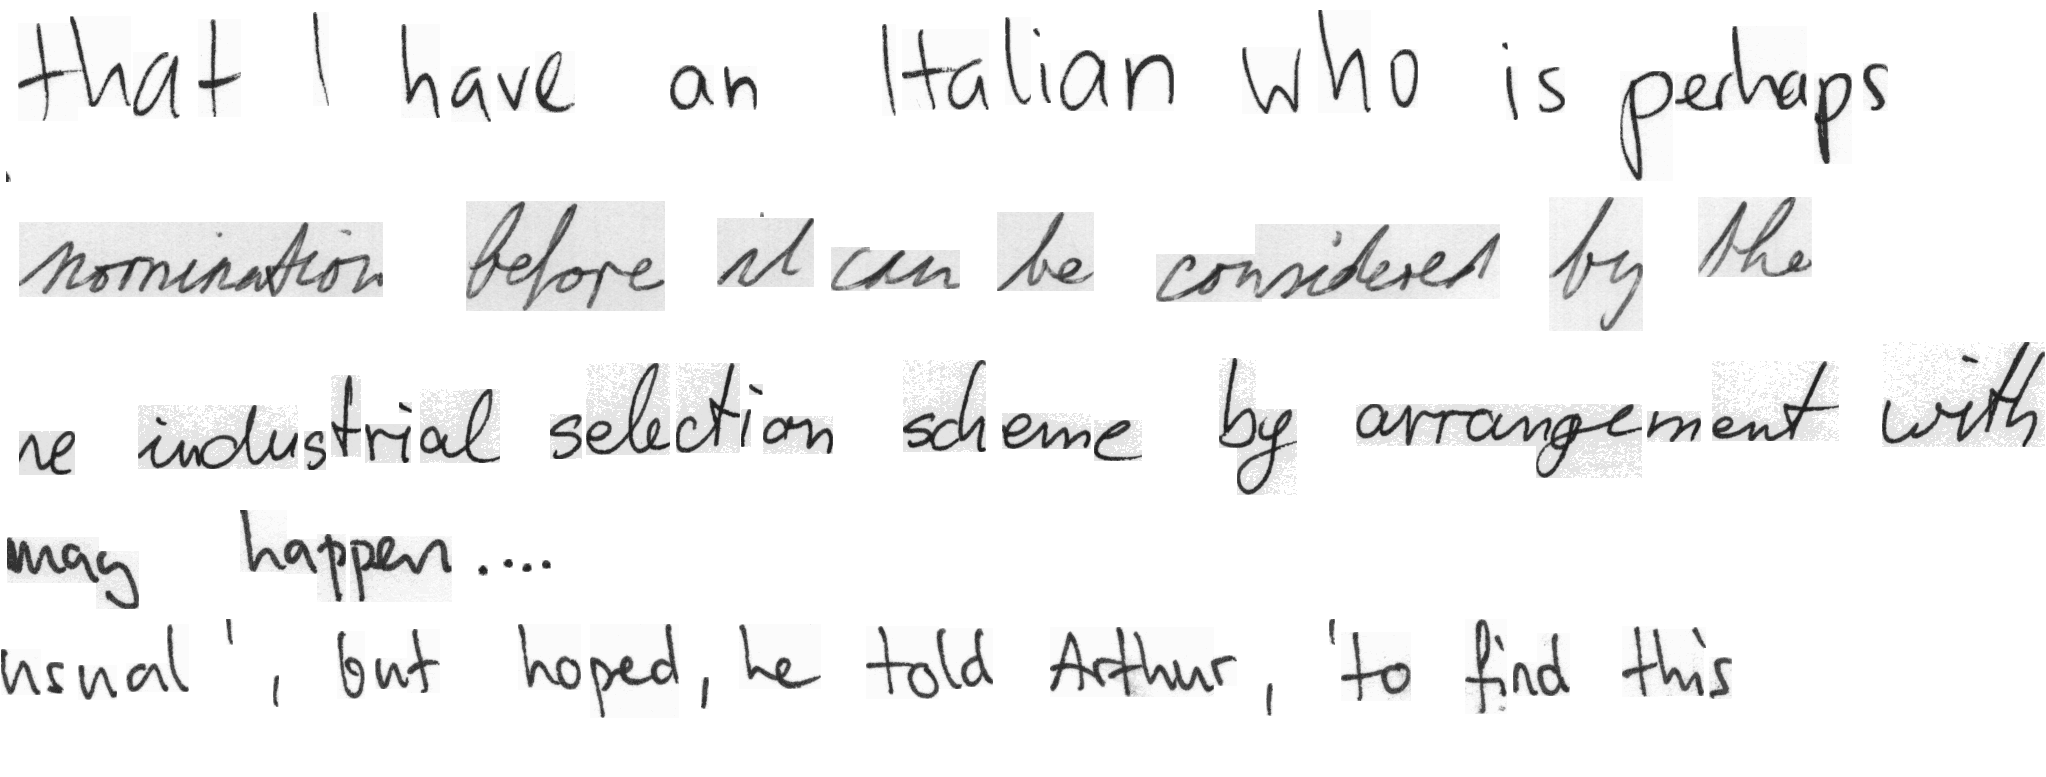 that I have an Italian who is perhaps
nomination before it can be considered by the
ne industrial selection scheme by arrangement with
may happen....
usual', but hoped, he told Arthur, 'to find this